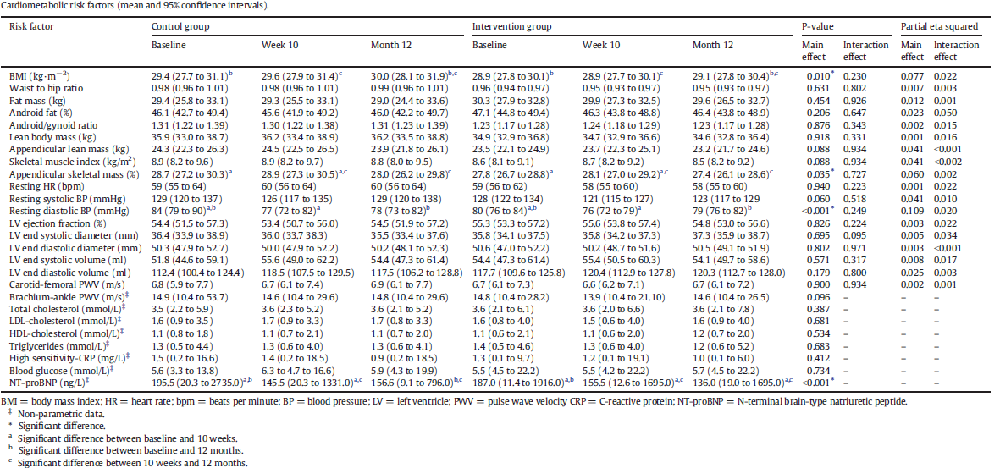 Cardiometabolic risk factors (mean and 95% confidence intervals).
Risk factor Control group Intervention group P-value Partial eta squared
Baseline Week 10 Month 12 Baseline Week 10 Month 12 Main effect Interaction effect Main effect Interaction effect
BMI (kg·m−2) 29.4 (27.7 to 31.1)b 29.6 (27.9 to 31.4)c 30.0 (28.1 to 31.9)b,c 28.9 (27.8 to 30.1)b 28.9 (27.7 to 30.1)c 29.1 (27.8 to 30.4)b,c 0.010* 0.230 0.077 0.022
Waist to hip ratio 0.98 (0.96 to 1.01) 0.98 (0.96 to 1.01) 0.99 (0.96 to 1.01) 0.96 (0.94 to 0.97) 0.95 (0.93 to 0.97) 0.95 (0.93 to 0.97) 0.631 0.802 0.007 0.003
Fat mass (kg) 29.4 (25.8 to 33.1) 29.3 (25.5 to 33.1) 29.0 (24.4 to 33.6) 30.3 (27.9 to 32.8) 29.9 (27.3 to 32.5) 29.6 (26.5 to 32.7) 0.454 0.926 0.012 0.001
Android fat (%) 46.1 (42.7 to 49.4) 45.6 (41.9 to 49.2) 46.0 (42.2 to 49.7) 47.1 (44.8 to 49.4) 46.3 (43.8 to 48.8) 46.4 (43.8 to 48.9) 0.206 0.647 0.023 0.050
Android/gynoid ratio 1.31 (1.22 to 1.39) 1.30 (1.22 to 1.38) 1.31 (1.23 to 1.39) 1.23 (1.17 to 1.28) 1.24 (1.18 to 1.29) 1.23 (1.17 to 1.28) 0.876 0.343 0.002 0.015
Lean body mass (kg) 35.9 (33.0 to 38.7) 36.2 (33.4 to 38.9) 36.2 (33.5 to 38.8) 34.9 (32.9 to 36.8) 34.7 (32.9 to 36.6) 34.6 (32.8 to 36.4) 0.918 0.331 0.001 0.016
Appendicular lean mass (kg) 24.3 (22.3 to 26.3) 24.5 (22.5 to 26.5) 23.9 (21.8 to 26.1) 23.5 (22.1 to 24.9) 23.7 (22.3 to 25.1) 23.2 (21.7 to 24.6) 0.088 0.934 0.041 <0.001
Skeletal muscle index (kg/m2) 8.9 (8.2 to 9.6) 8.9 (8.2 to 9.7) 8.8 (8.0 to 9.5) 8.6 (8.1 to 9.1) 8.7 (8.2 to 9.2) 8.5 (8.2 to 9.2) 0.088 0.934 0.041 <0.002
Appendicular skeletal mass (%) 28.7 (27.2 to 30.3)a 28.9 (27.3 to 30.5)a,c 28.0 (26.2 to 29.8)c 27.8 (26.7 to 28.8)a 28.1 (27.0 to 29.2)a,c 27.4 (26.1 to 28.6)c 0.035* 0.727 0.060 0.002
Resting HR (bpm) 59 (55 to 64) 60 (56 to 64) 60 (56 to 64) 59 (56 to 62) 58 (55 to 60) 58 (55 to 60) 0.940 0.223 0.001 0.022
Resting systolic BP (mmHg) 129 (120 to 137) 126 (117 to 135) 129 (120 to 138) 128 (122 to 134) 121 (115 to 127) 123 (117 to 129 0.060 0.518 0.041 0.010
Resting diastolic BP (mmHg) 84 (79 to 90)a,b 77 (72 to 82)a 78 (73 to 82)b 80 (76 to 84)a,b 76 (72 to 79)a 79 (76 to 82)b <0.001* 0.249 0.109 0.020
LV ejection fraction (%) 54.4 (51.5 to 57.3) 53.4 (50.7 to 56.0) 54.5 (51.9 to 57.2) 55.3 (53.3 to 57.2) 55.6 (53.8 to 57.4) 54.8 (53.0 to 56.6) 0.826 0.224 0.003 0.022
LV end systolic diameter (mm) 36.4 (33.9 to 38.9) 36.0 (33.7 38.3) 35.5 (33.4 to 37.6) 35.8 (34.1 to 37.5) 35.8 (34.2 to 37.3) 37.3 (35.9 to 38.7) 0.695 0.095 0.005 0.034
LV end diastolic diameter (mm) 50.3 (47.9 to 52.7) 50.0 (47.9 to 52.2) 50.2 (48.1 to 52.3) 50.6 (47.0 to 52.2) 50.2 (48.7 to 51.6) 50.5 (49.1 to 51.9) 0.802 0.971 0.003 <0.001
LV end systolic volume (ml) 51.8 (44.6 to 59.1) 55.6 (49.0 to 62.2) 54.4 (47.3 to 61.4) 54.4 (47.3 to 61.4) 55.4 (50.5 to 60.3) 54.1 (49.7 to 58.6) 0.571 0.317 0.008 0.017
LV end diastolic volume (ml) 112.4 (100.4 to 124.4) 118.5 (107.5 to 129.5) 117.5 (106.2 to 128.8) 117.7 (109.6 to 125.8) 120.4 (112.9 to 127.8) 120.3 (112.7 to 128.0) 0.179 0.800 0.025 0.003
Carotid-femoral PWV (m/s) 6.8 (5.9 to 7.7) 6.7 (6.1 to 7.4) 6.9 (6.1 to 7.7) 6.7 (6.1 to 7.3) 6.6 (6.2 to 7.1) 6.7 (6.1 to 7.2) 0.900 0.934 0.002 0.001
Brachium-ankle PWV (m/s)‡ 14.9 (10.4 to 53.7) 14.6 (10.4 to 29.6) 14.8 (10.4 to 29.6) 14.8 (10.4 to 28.2) 13.9 (10.4 to 21.10) 14.6 (10.4 to 26.5) 0.096 – – –
Total cholesterol (mmol/L)‡ 3.5 (2.2 to 5.9) 3.6 (2.3 to 5.2) 3.6 (2.1 to 5.2) 3.6 (2.1 to 6.1) 3.6 (2.0 to 6.6) 3.6 (2.1 to 7.8) 0.387 – – –
LDL-cholesterol (mmol/L)‡ 1.6 (0.9 to 3.5) 1.7 (0.9 to 3.3) 1.7 (0.8 to 3.3) 1.6 (0.8 to 4.0) 1.5 (0.6 to 4.0) 1.6 (0.9 to 4.0) 0.681 – – –
HDL-cholesterol (mmol/L)‡ 1.1 (0.8 to 1.8) 1.1 (0.7 to 2.1) 1.1 (0.7 to 2.0) 1.1 (0.6 to 2.1) 1.1 (0.6 to 2.0) 1.2 (0.7 to 2.0) 0.534 – – –
Triglycerides (mmol/L)‡ 1.3 (0.5 to 4.4) 1.3 (0.6 to 4.0) 1.3 (0.6 to 4.1) 1.4 (0.5 to 4.6) 1.3 (0.6 to 4.0) 1.2 (0.6 to 5.2) 0.683 – – –
High sensitivity-CRP (mg/L)‡ 1.5 (0.2 to 16.6) 1.4 (0.2 to 18.5) 0.9 (0.2 to 18.5) 1.3 (0.1 to 9.7) 1.2 (0.1 to 19.1) 1.0 (0.1 to 6.0) 0.412 – – –
Blood glucose (mmol/L)‡ 5.6 (3.3 to 13.8) 6.3 to 4.7 to 16.6) 5.9 (4.3 to 19.9) 5.5 (4.5 to 22.2) 5.5 (4.2 to 22.2) 5.7 (4.5 to 22.2) 0.734 – – –
NT-proBNP (ng/L)‡ 195.5 (20.3 to 2735.0)a,b 145.5 (20.3 to 1331.0)a,c 156.6 (9.1 to 796.0)b,c 187.0 (11.4 to 1916.0)a,b 155.5 (12.6 to 1695.0)a,c 136.0 (19.0 to 1695.0)a,c <0.001* – – –
BMI = body mass index; HR = heart rate; bpm = beats per minute; BP = blood pressure; LV = left ventricle; PWV = pulse wave velocity CRP = C-reactive protein; NT-proBNP = N-terminal brain-type natriuretic peptide.
‡ Non-parametric data.
* Significant difference.
a Significant difference between baseline and 10 weeks.
b Significant difference between baseline and 12 months.
c Significant difference between 10 weeks and 12 months.